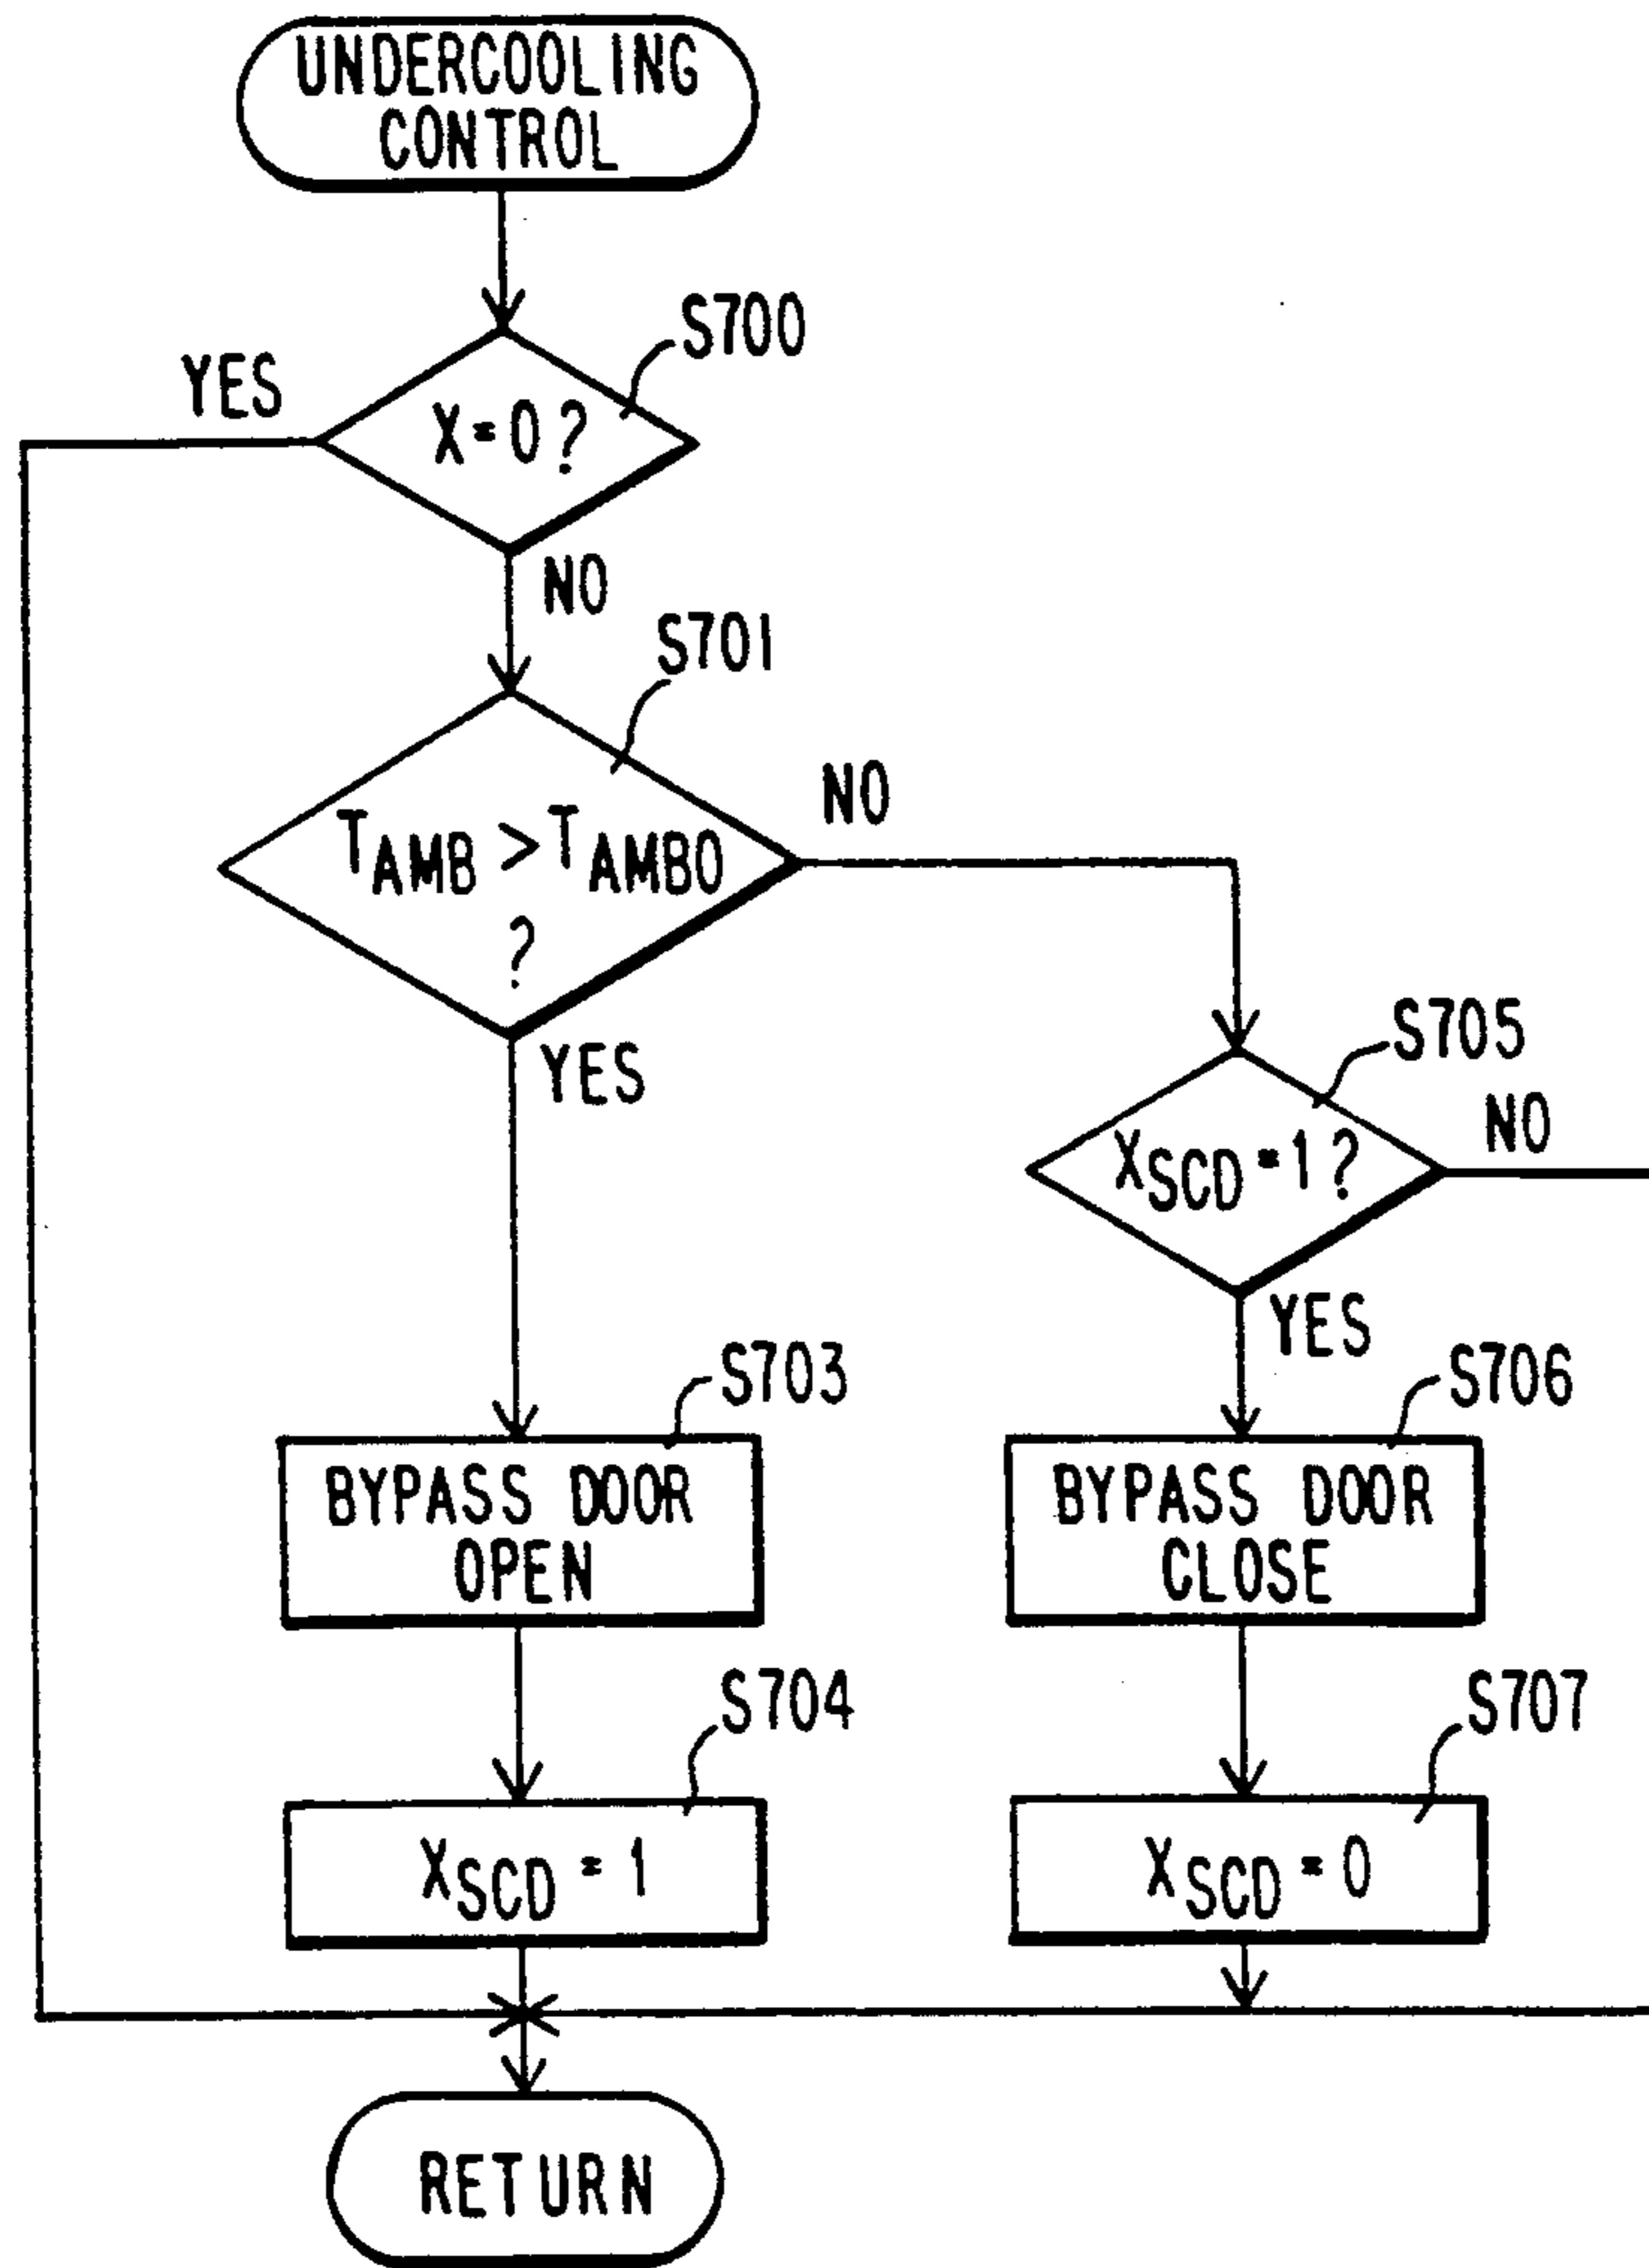 UNDERCOOLING
CONTROL
S700
YES
X=0?
NO
S701
NO
TAMB > TAMB0
?
YES
S705
NO
XSCD=1?
YES
S703
S706
BYPASS DOOR
OPEN
BYPASS DOOR
CLOSE
S704
S707
XSCD = 1
XSCD = 0
RETURN